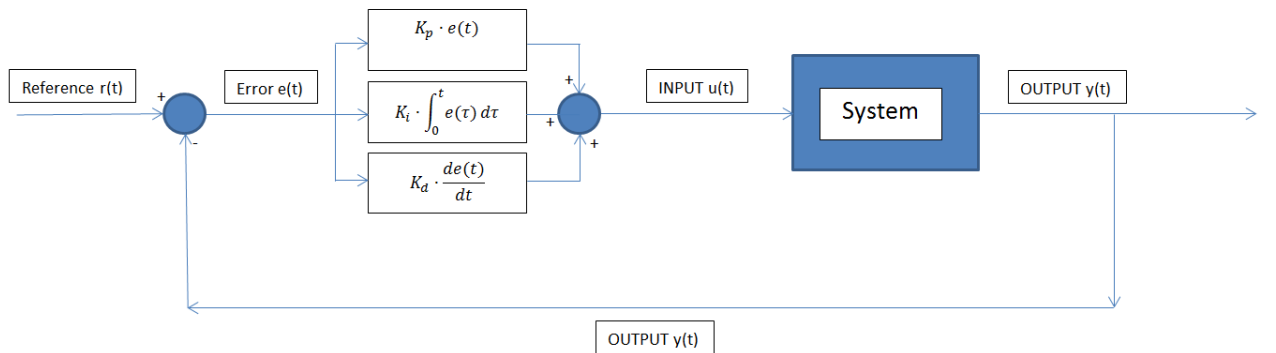 K_p · e(t)
Reference r(t)
Error e(t)
INPUT u(t)
OUTPUT y(t)
+
-
K_i · ∫_0^t e(τ) dτ
+
+
+
System
K_d · de(t)/dt
OUTPUT y(t)